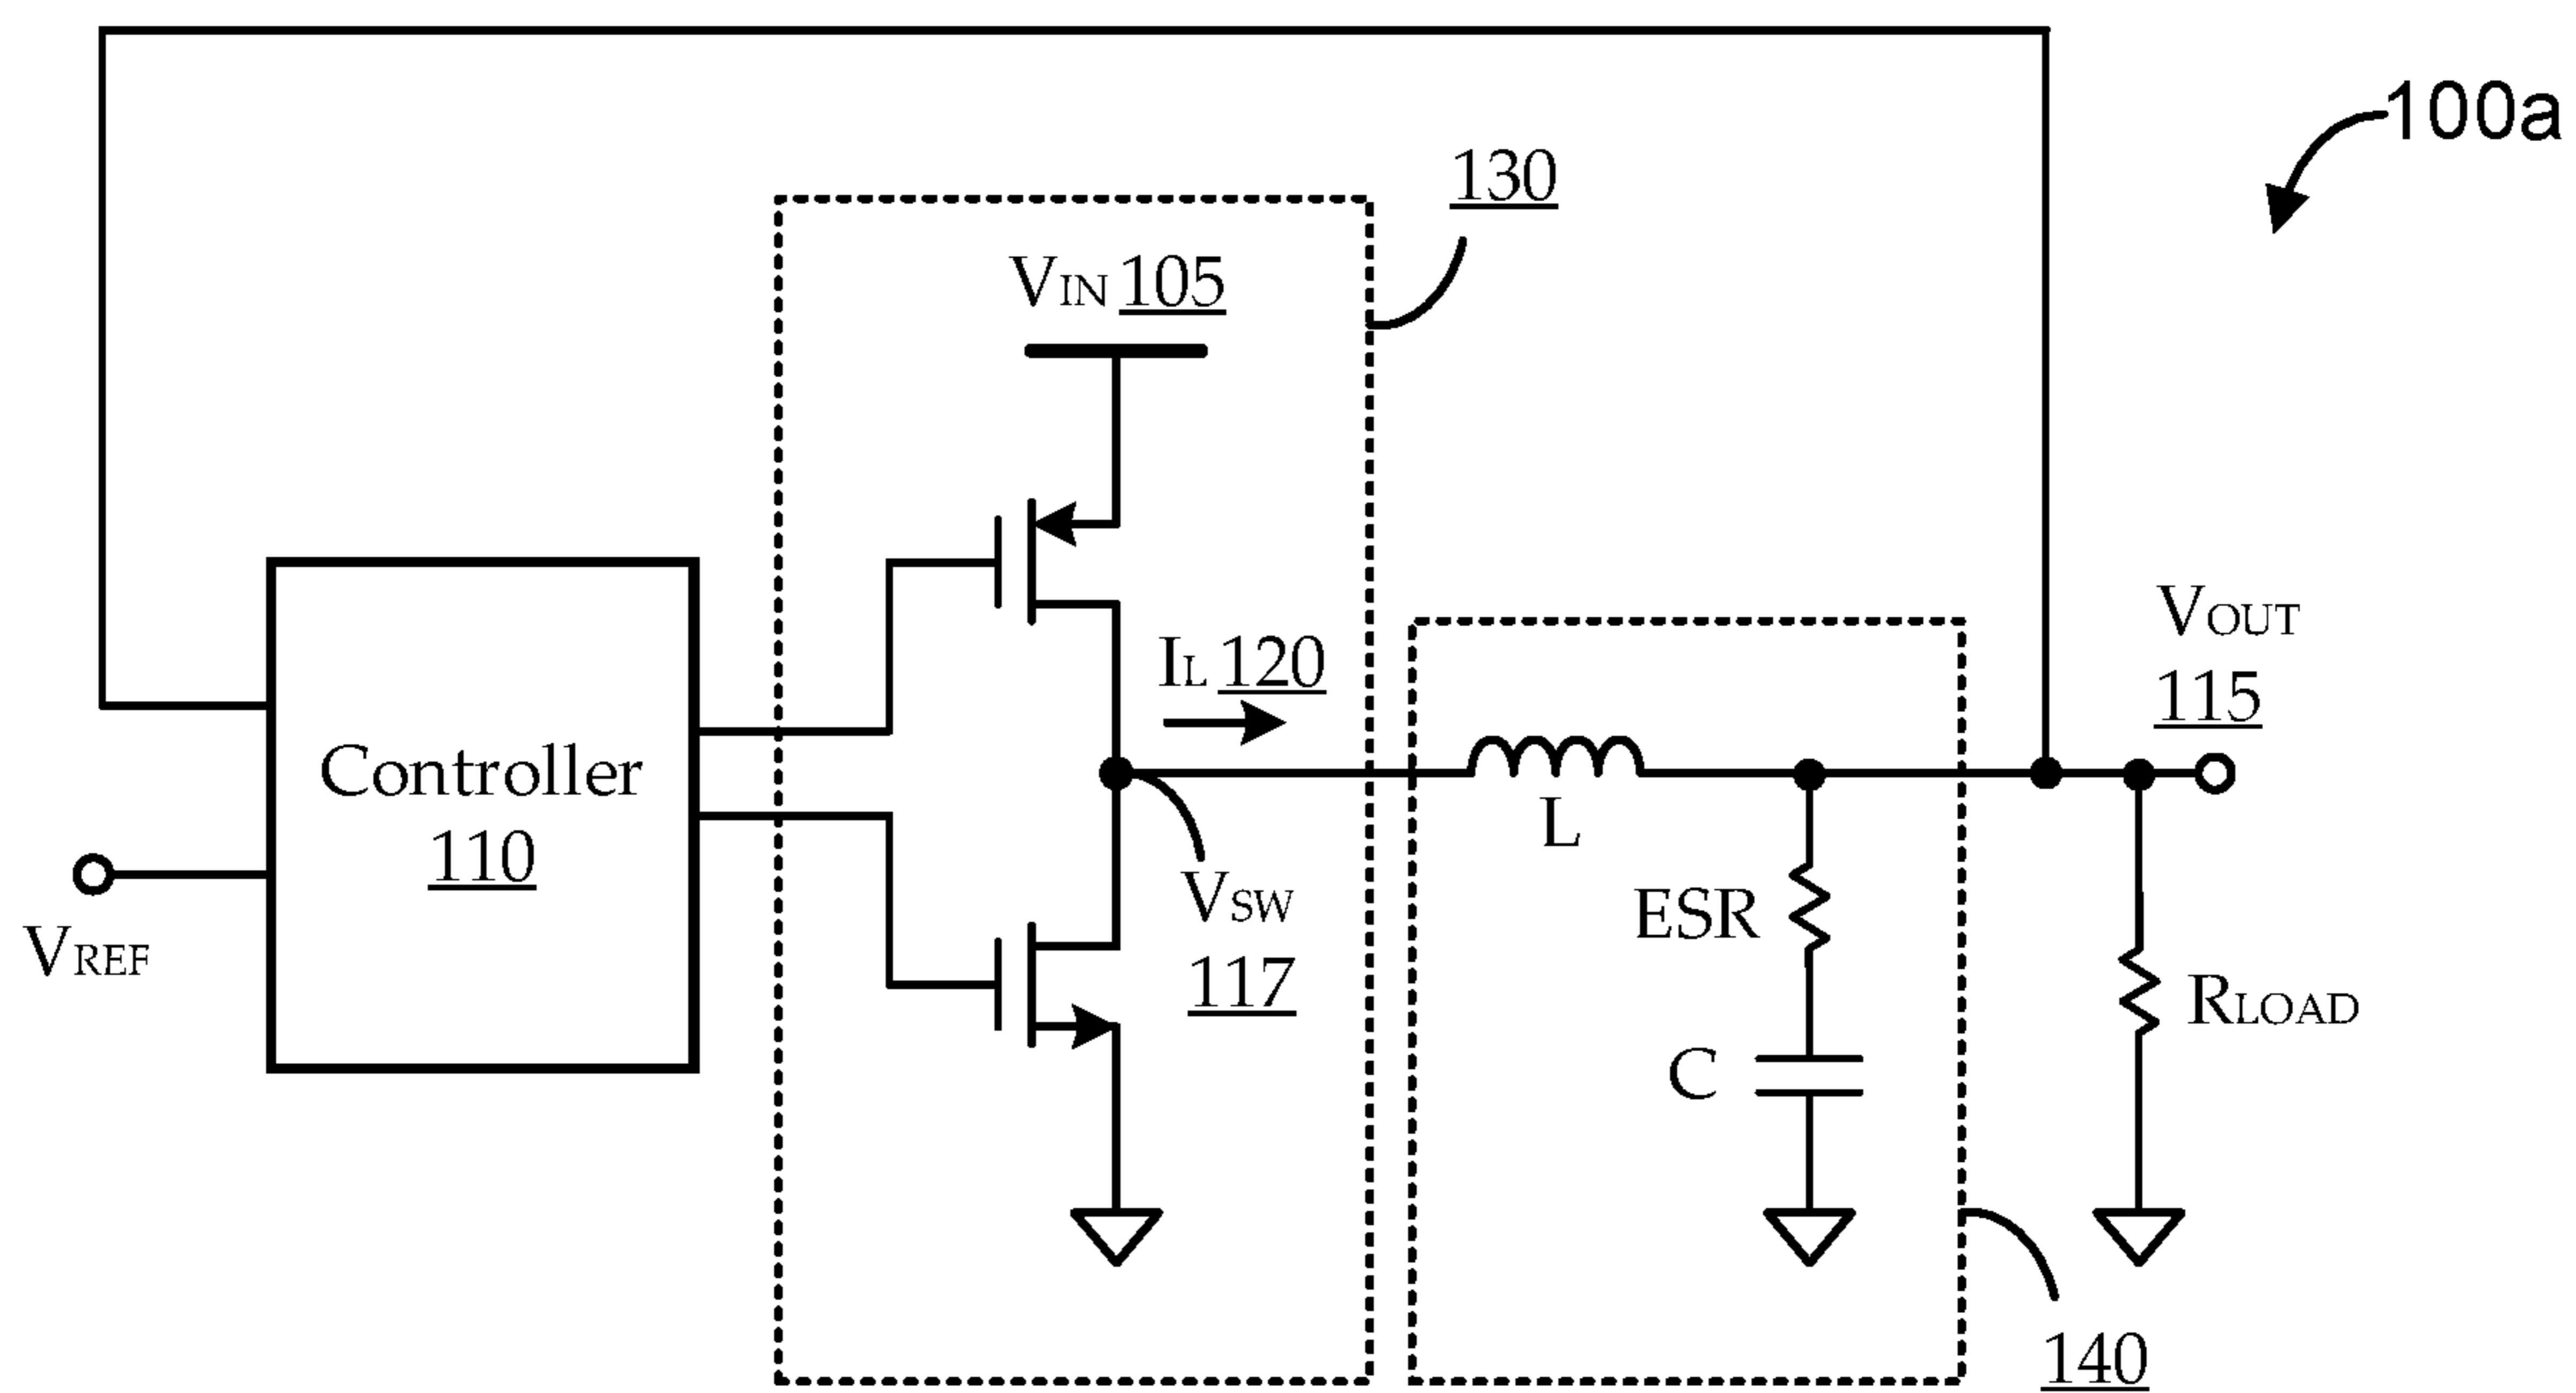 100a
130
VIN 105
IL 120
VOUT
115
Controller
110
VREF
VSW
117
L
ESR
C
RLOAD
140